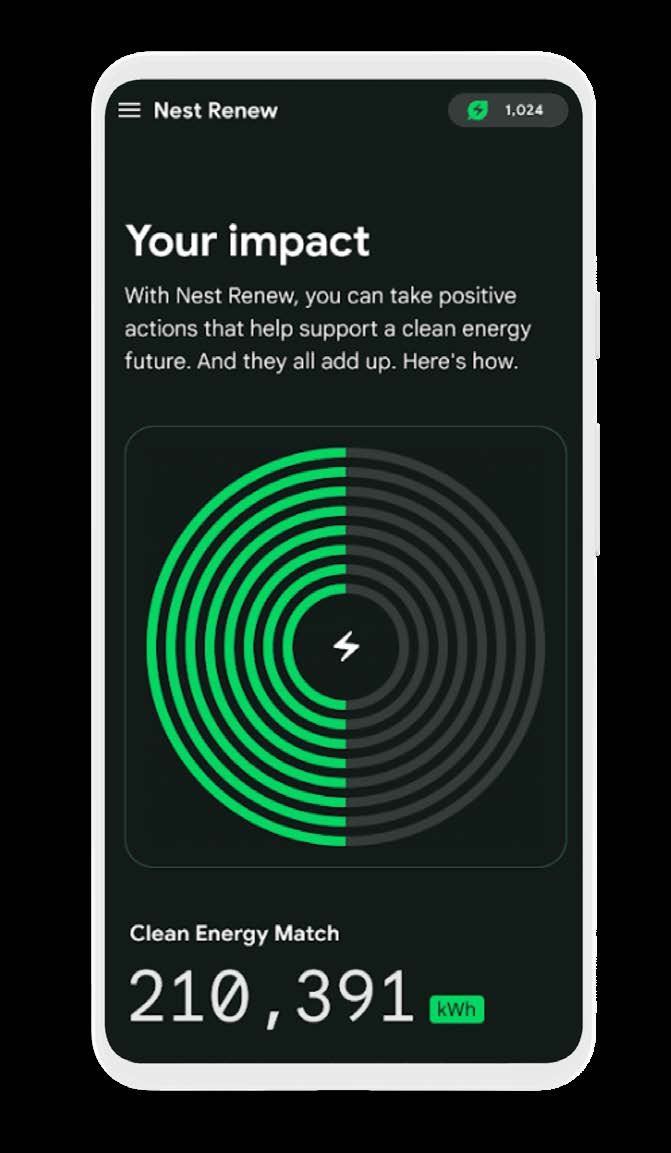 Nest Renew
1,024
Your impact
With Nest Renew, you can take positive
actions that help support a clean energy
future. And they all add up. Here's how.
Clean Energy Match
210,391 kWh